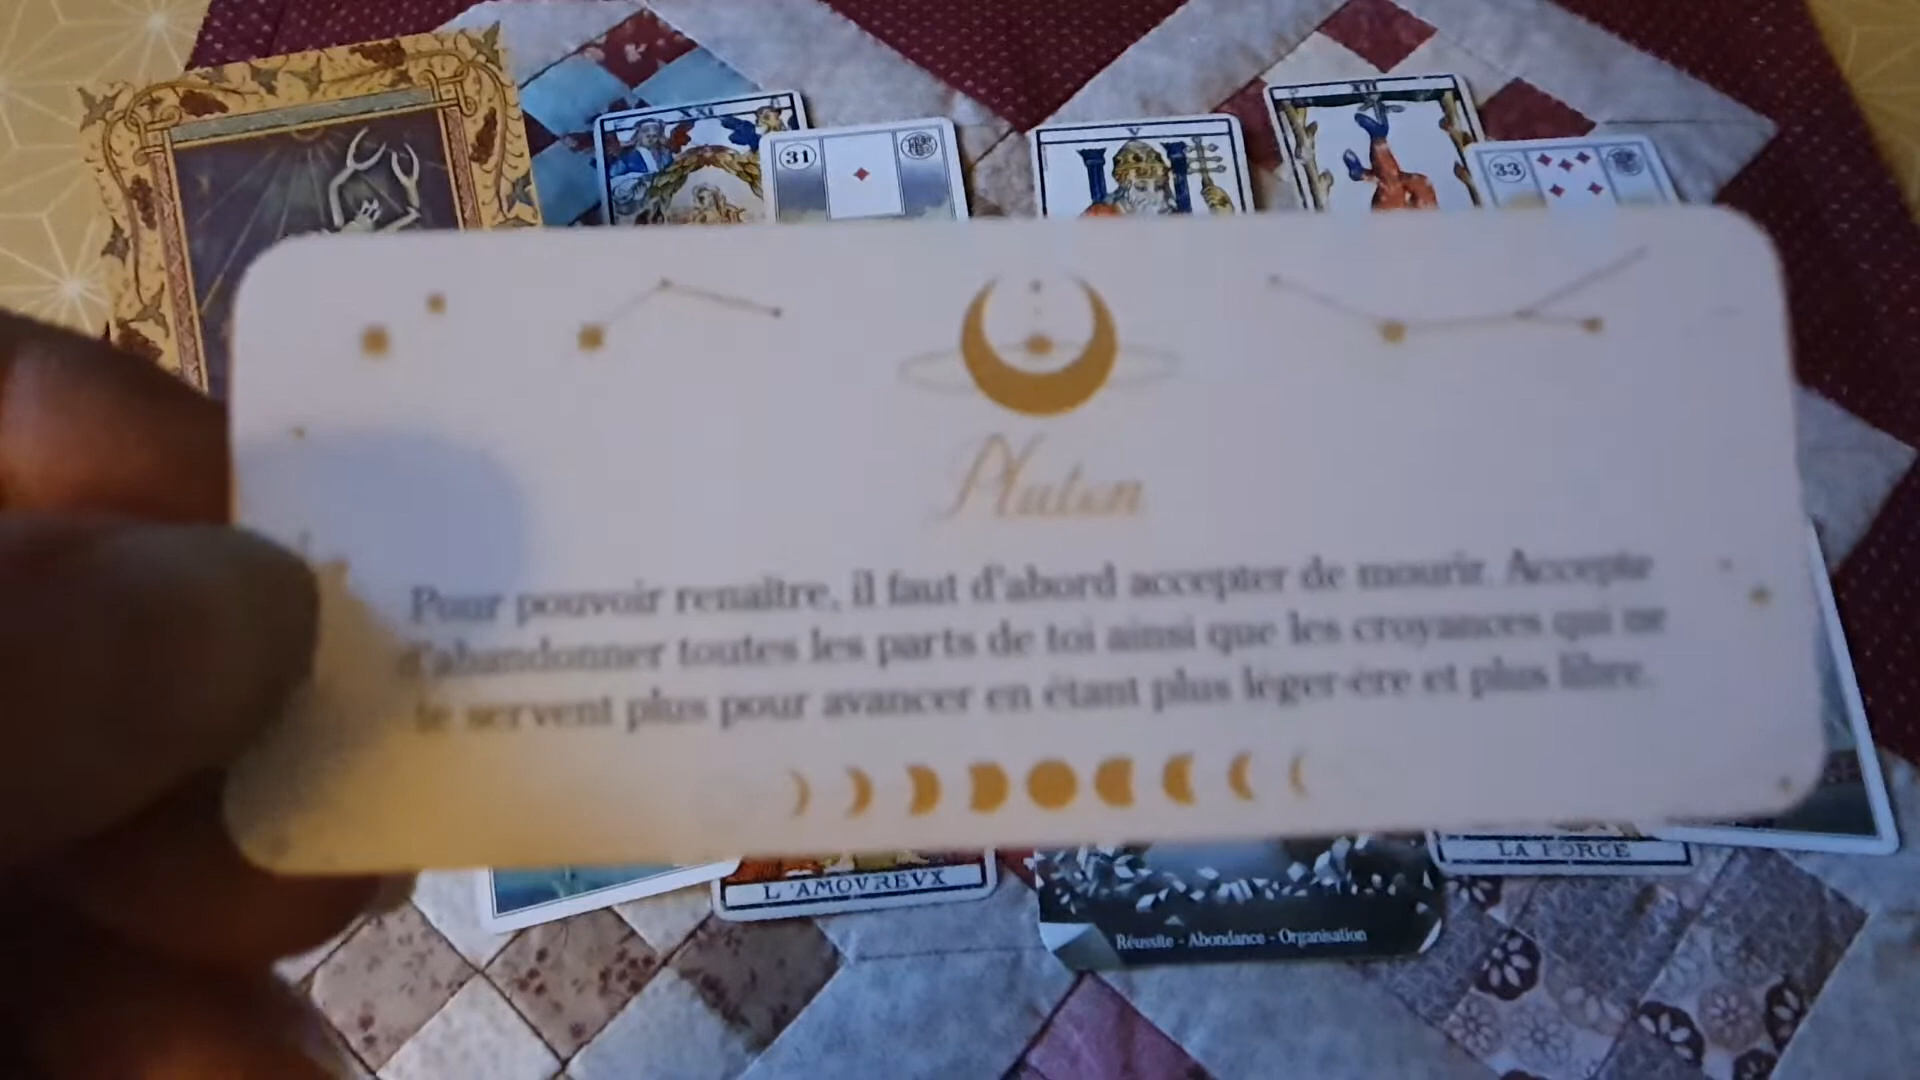 XXI
31
V
XII
33
Pluton
Pour pouvoir renaître, il faut d'abord accepter de mourir. Accepte
d'abandonner toutes les parts de toi ainsi que les croyances qui ne
te servent plus pour avancer en étant plus léger-ère et plus libre.
L'AMOVREVX
LA FORCE
Réussite - Abondance - Organisation